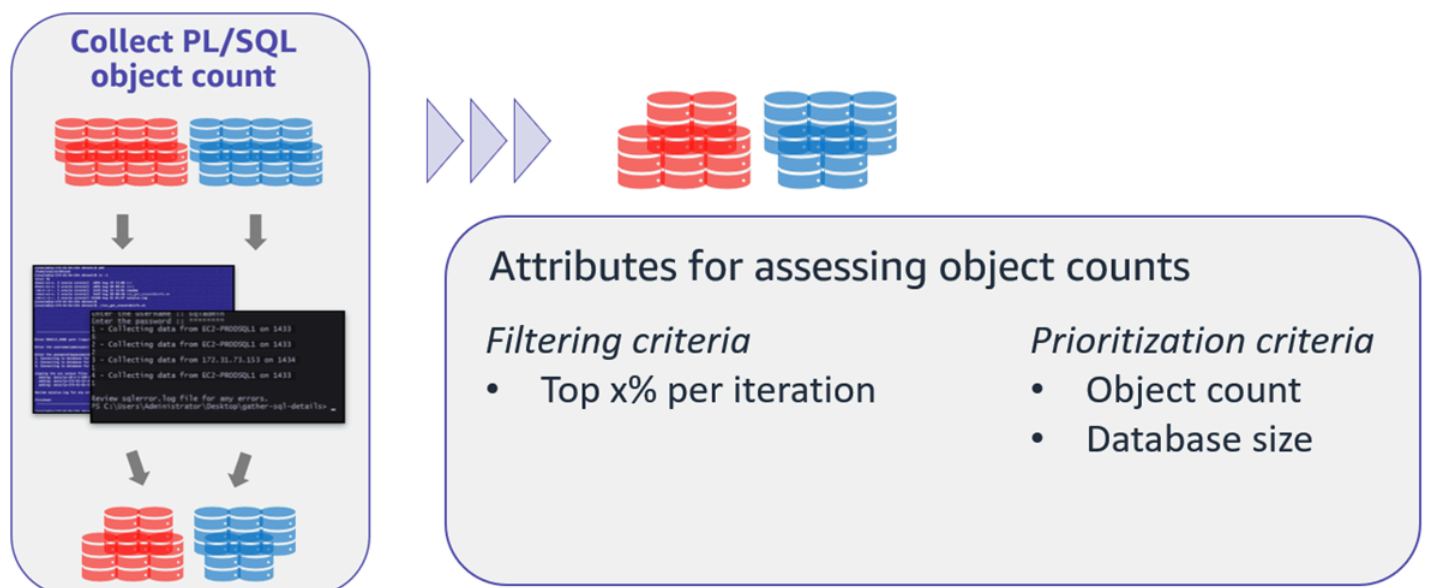 Collect PL/SQL
object count
Enter the username :: sqladmin
Enter the password :: ********
1 - Collecting data from EC2-PRODSQL1 on 1433
- Collecting data from EC2-PRODSQL1 on 1433
- Collecting data from 172.31.73.153 on 1434
- Collecting data from EC2-PRODSQL1 on 1433
Review sqlerror.log file for any errors.
PS C:\Users\Administrator\Desktop\gather-sql-details>
Attributes for assessing object counts
Filtering criteria
• Top x% per iteration
Prioritization criteria
• Object count
• Database size